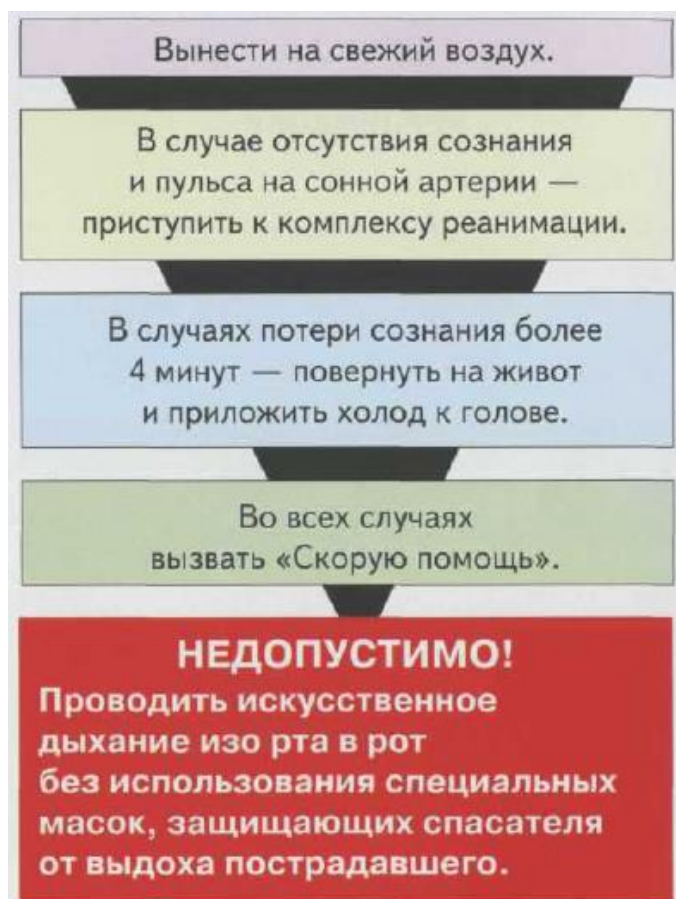 Вынести на свежий воздух.
В случае отсутствия сознания
и пульса на сонной артерии —
приступить к комплексу реанимации.
В случаях потери сознания более
4 минут — повернуть на живот
и приложить холод к голове.
Во всех случаях
вызвать «Скорую помощь».
НЕДОПУСТИМО!
Проводить искусственное
дыхание изо рта в рот
без использования специальных
масок, защищающих спасателя
от выдоха пострадавшего.